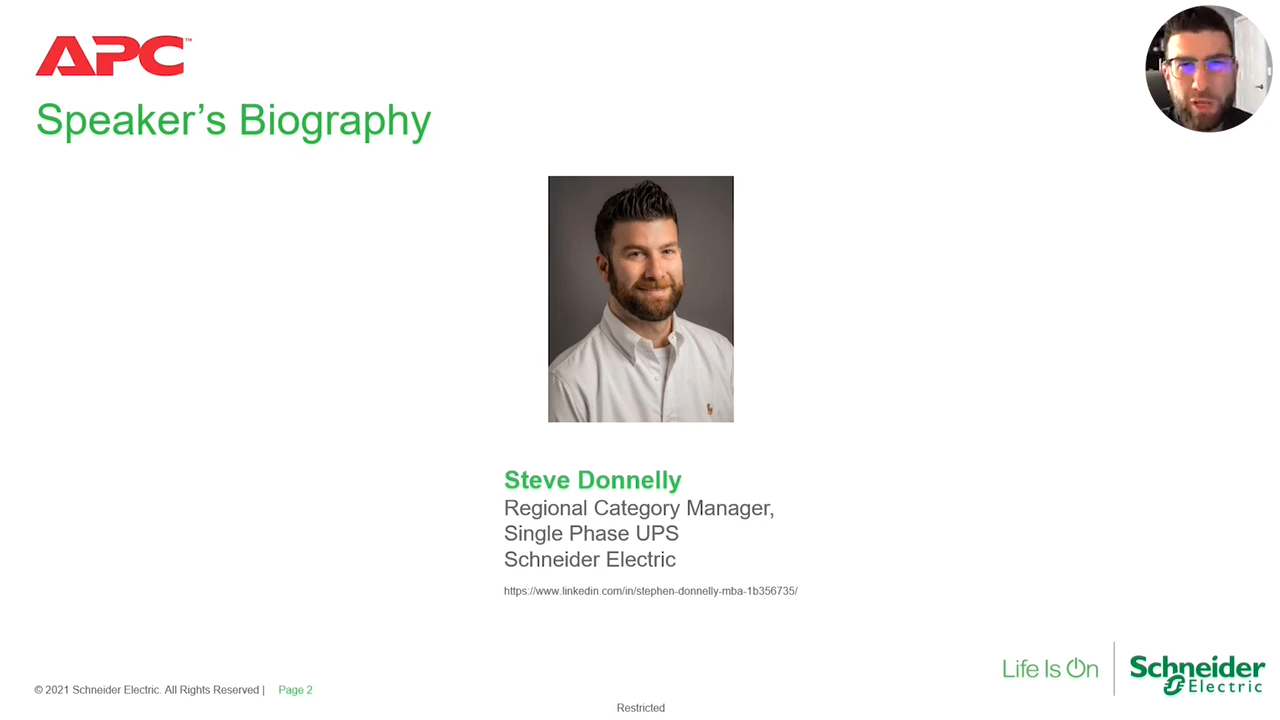 APC™
Speaker’s Biography
Steve Donnelly
Regional Category Manager,
Single Phase UPS
Schneider Electric
https://www.linkedin.com/in/stephen-donnelly-mba-1b356735/
Life Is On
Schneider
Electric
© 2021 Schneider Electric. All Rights Reserved | Page 2
Restricted